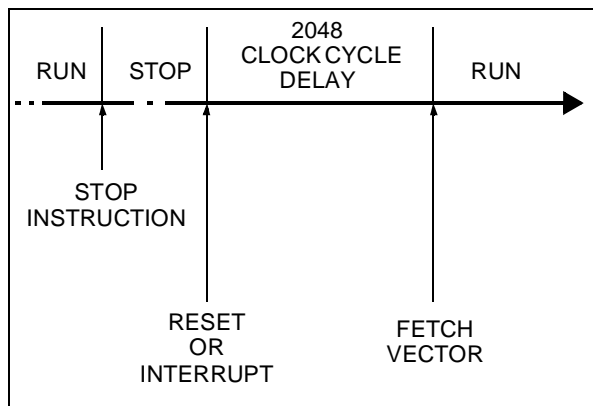 2048
CLOCK CYCLE
DELAY
RUN
STOP
RUN
STOP
INSTRUCTION
RESET
OR
INTERRUPT
FETCH
VECTOR